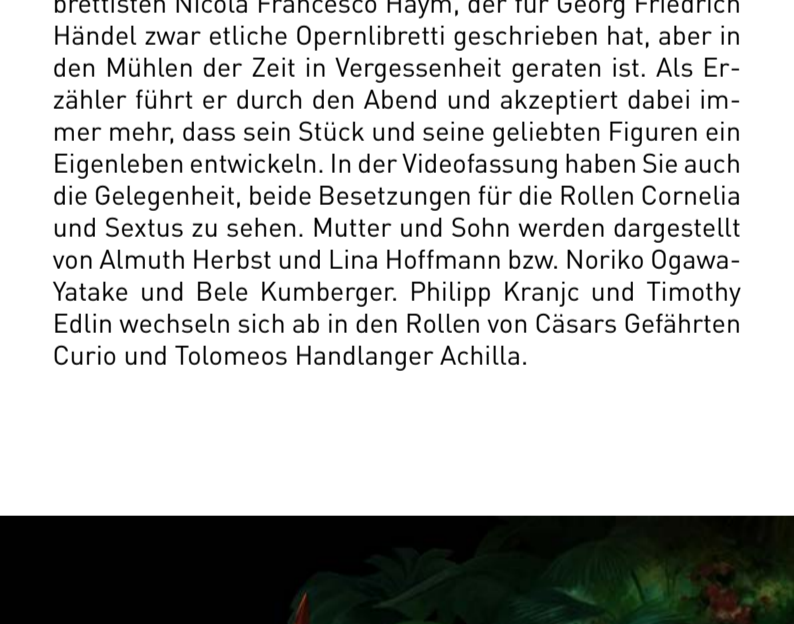 brettisten Nicola Francesco Haym, der für Georg Friedrich
Händel zwar etliche Opernlibretti geschrieben hat, aber in
den Mühlen der Zeit in Vergessenheit geraten ist. Als Er-
zähler führt er durch den Abend und akzeptiert dabei im-
mer mehr, dass sein Stück und seine geliebten Figuren ein
Eigenleben entwickeln. In der Videofassung haben Sie auch
die Gelegenheit, beide Besetzungen für die Rollen Cornelia
und Sextus zu sehen. Mutter und Sohn werden dargestellt
von Almuth Herbst und Lina Hoffmann bzw. Noriko Ogawa-
Yatake und Bele Kumberger. Philipp Kranjc und Timothy
Edlin wechseln sich ab in den Rollen von Cäsars Gefährten
Curio und Tolomeos Handlanger Achilla.